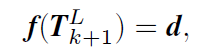 f(T^L_{k+1}) = d,